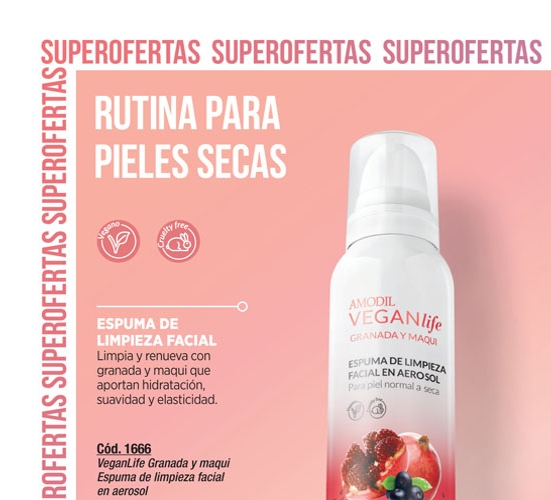 SUPEROFERTAS SUPEROFERTAS SUPEROFERTAS
ROFERTAS SUPEROFERTAS SUPEROFERTAS
RUTINA PARA
PIELES SECAS
Vegano
Cruelty free
ESPUMA DE
LIMPIEZA FACIAL
Limpia y renueva con
granada y maqui que
aportan hidratación,
suavidad y elasticidad.
Cód. 1666
VeganLife Granada y maqui
Espuma de limpieza facial
en aerosol
AMODIL
VEGANlife
GRANADA Y MAQUI
ESPUMA DE LIMPIEZA
FACIAL EN AEROSOL
Para piel normal a seca